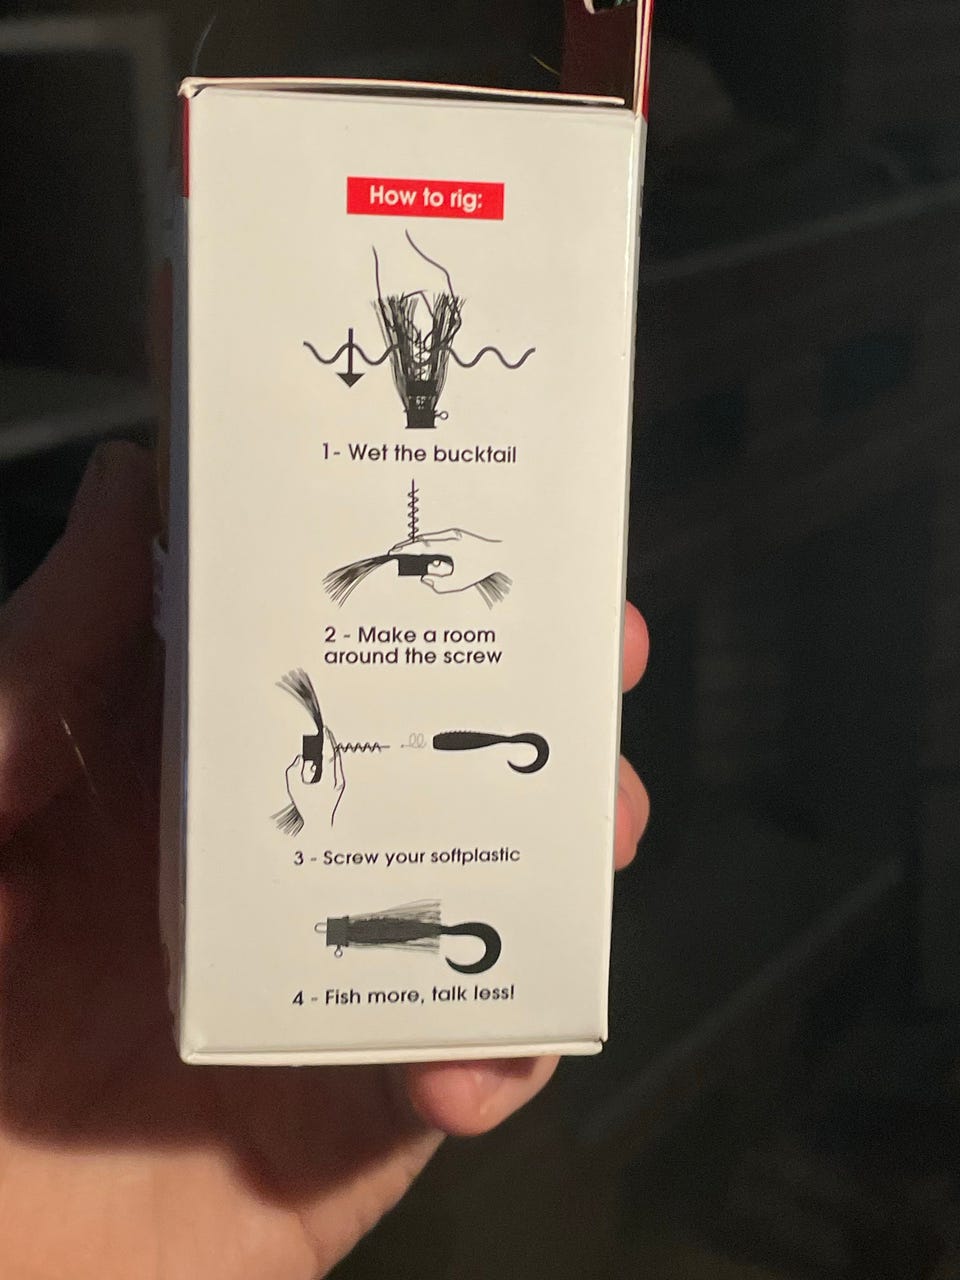 How to rig:
1- Wet the bucktail
2 - Make a room
around the screw
3 - Screw your softplastic
4 - Fish more, talk less!